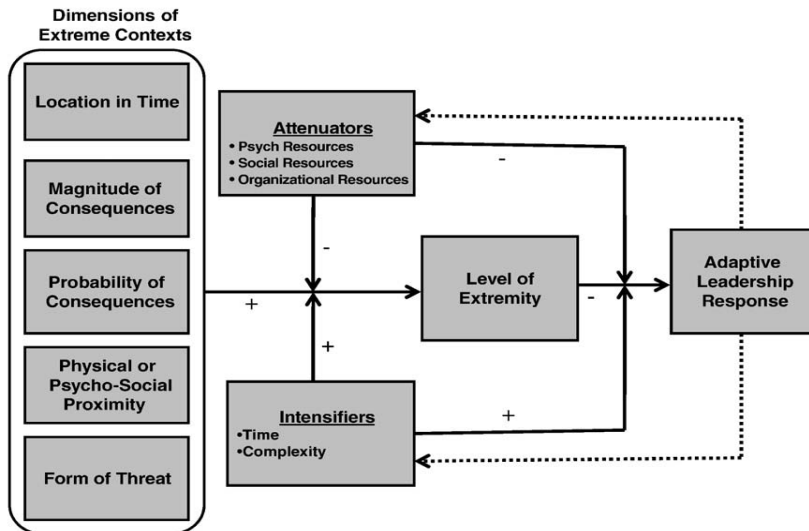 Dimensions of
Extreme Contexts
Location in Time
Magnitude of
Consequences
Probability of
Consequences
Physical or
Psycho-Social
Proximity
Form of Threat
Attenuators
• Psych Resources
• Social Resources
• Organizational Resources
-
-
+
+
Level of
Extremity
-
Intensifiers
•Time
•Complexity
+
Adaptive
Leadership
Response